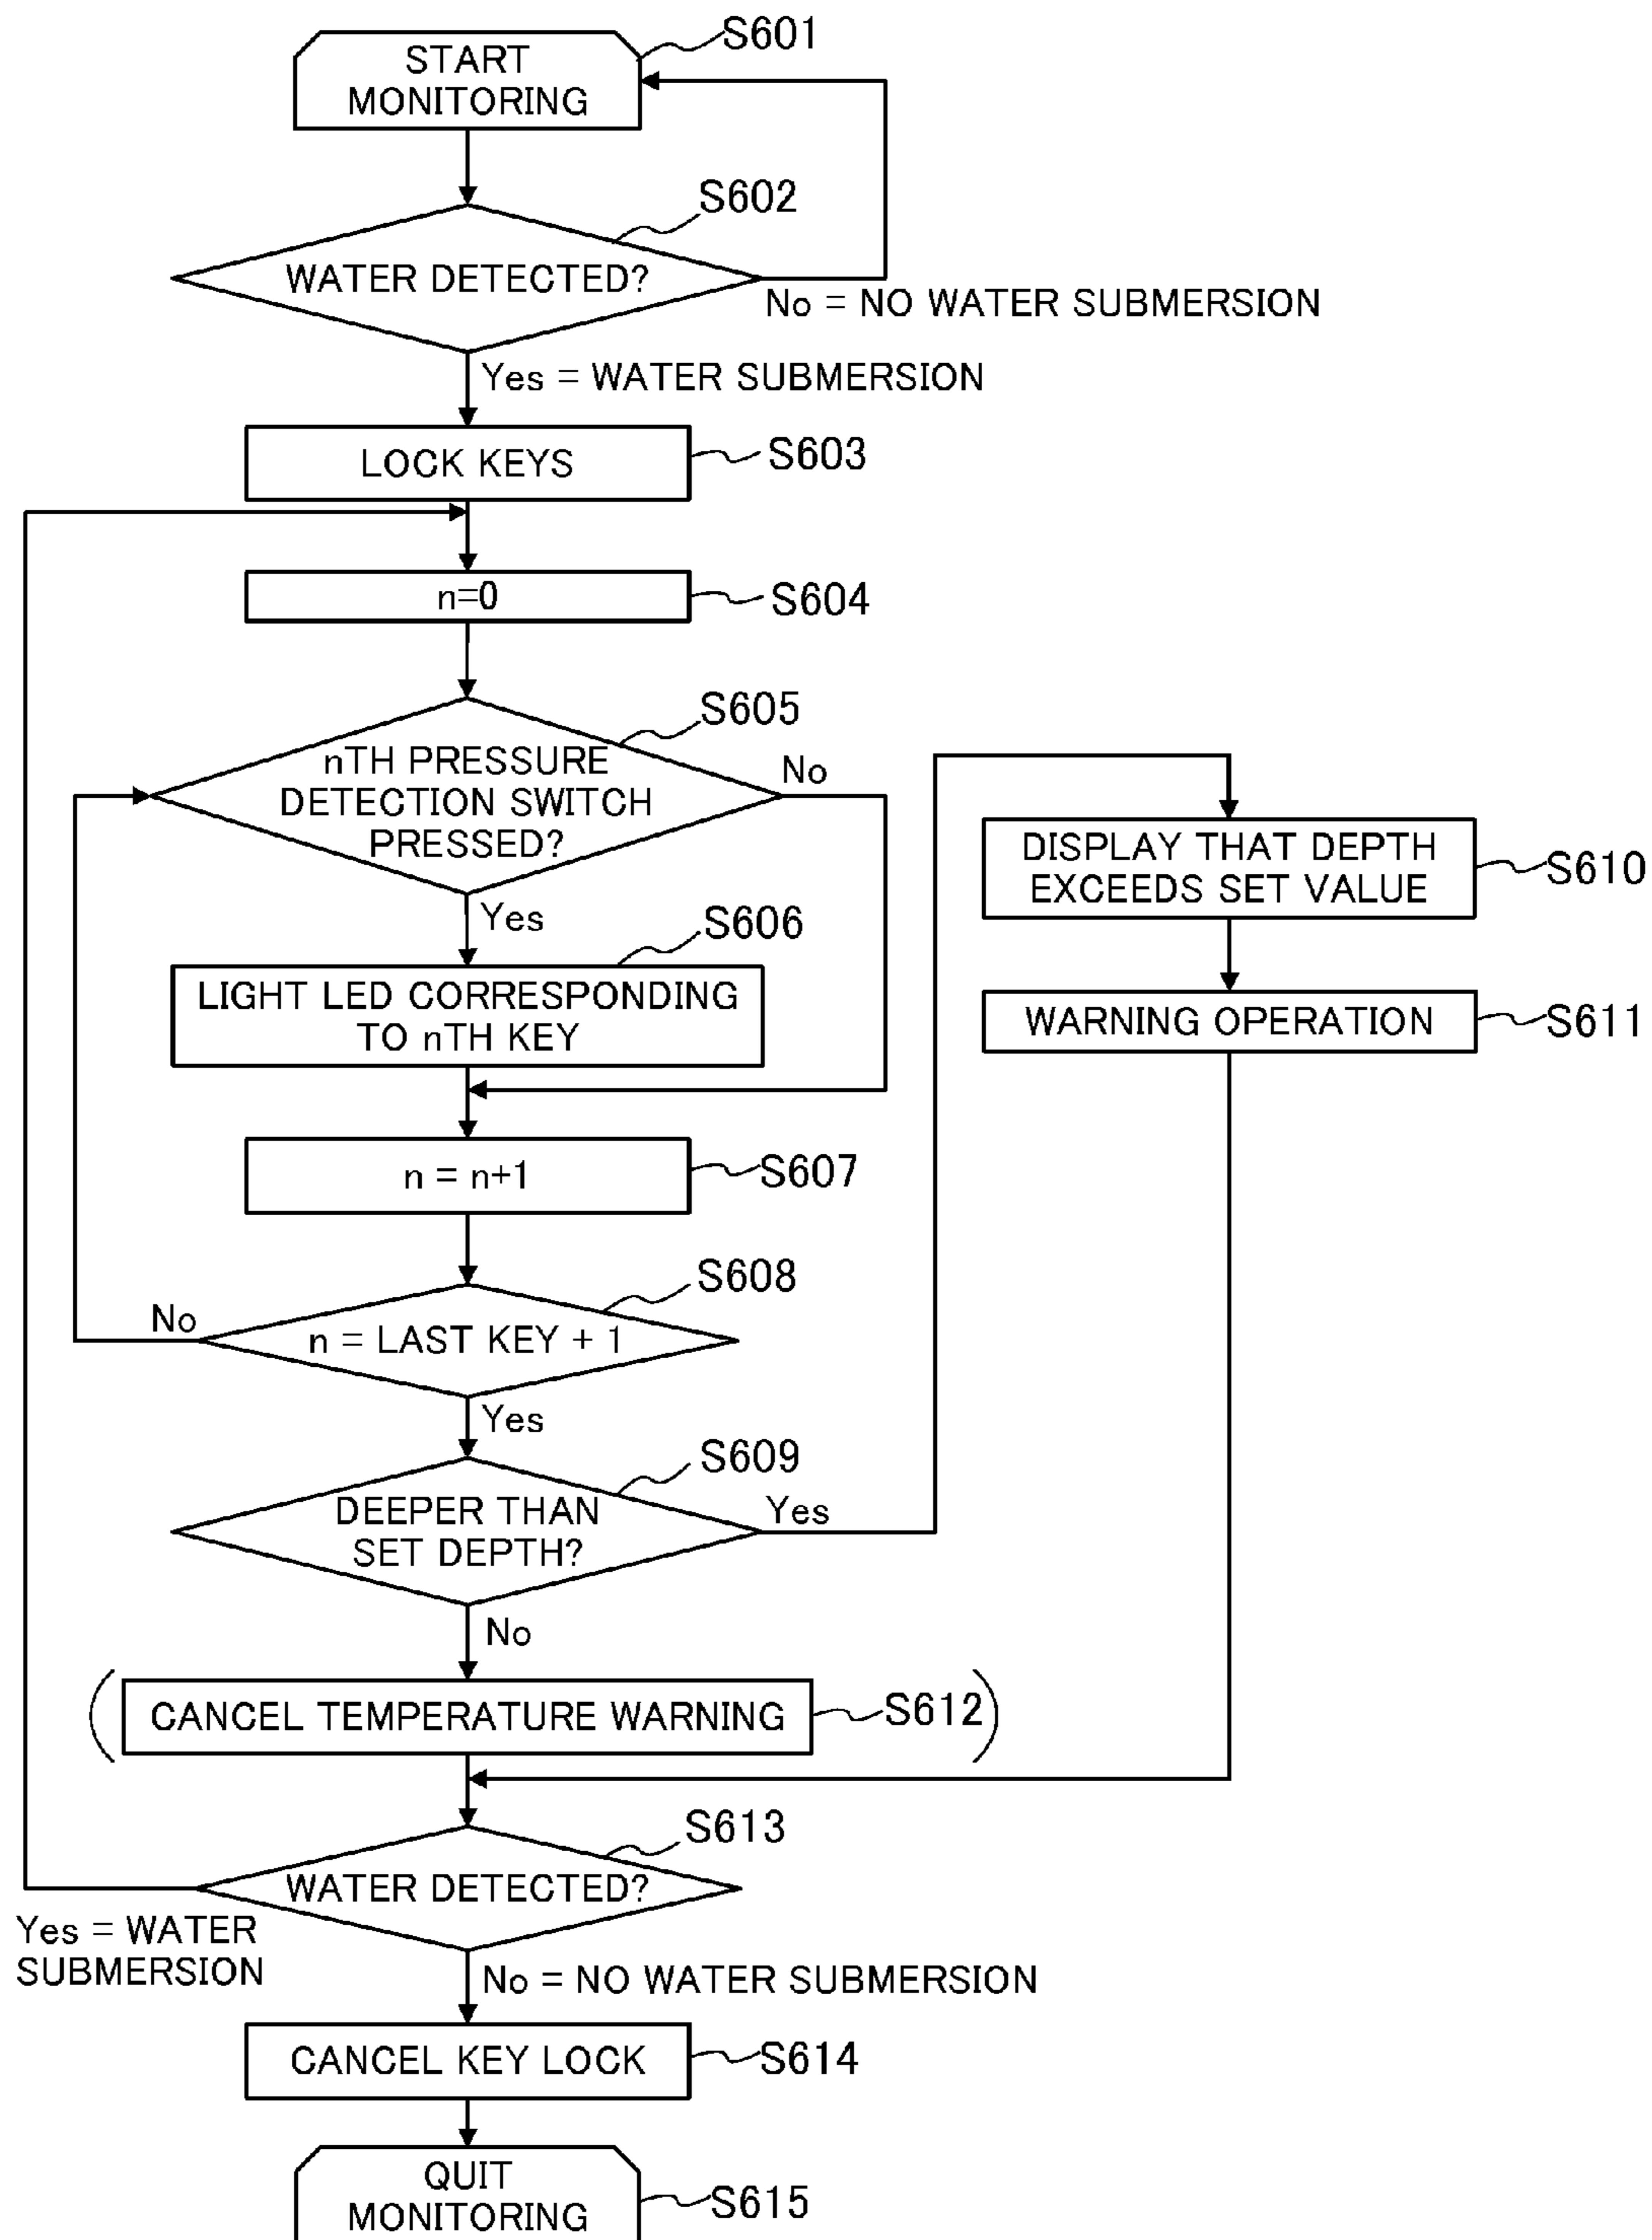 START
MONITORING
S601
S602
WATER DETECTED?
No = NO WATER SUBMERSION
Yes = WATER SUBMERSION
LOCK KEYS
S603
n=0
S604
S605
nTH PRESSURE
DETECTION SWITCH
PRESSED?
No
Yes
S606
LIGHT LED CORRESPONDING
TO nTH KEY
n = n+1
S607
S608
n = LAST KEY + 1
No
Yes
S609
DEEPER THAN
SET DEPTH?
Yes
No
DISPLAY THAT DEPTH
EXCEEDS SET VALUE
S610
WARNING OPERATION
S611
(CANCEL TEMPERATURE WARNING S612)
S613
WATER DETECTED?
Yes = WATER
SUBMERSION
No = NO WATER SUBMERSION
CANCEL KEY LOCK
S614
QUIT
MONITORING
S615